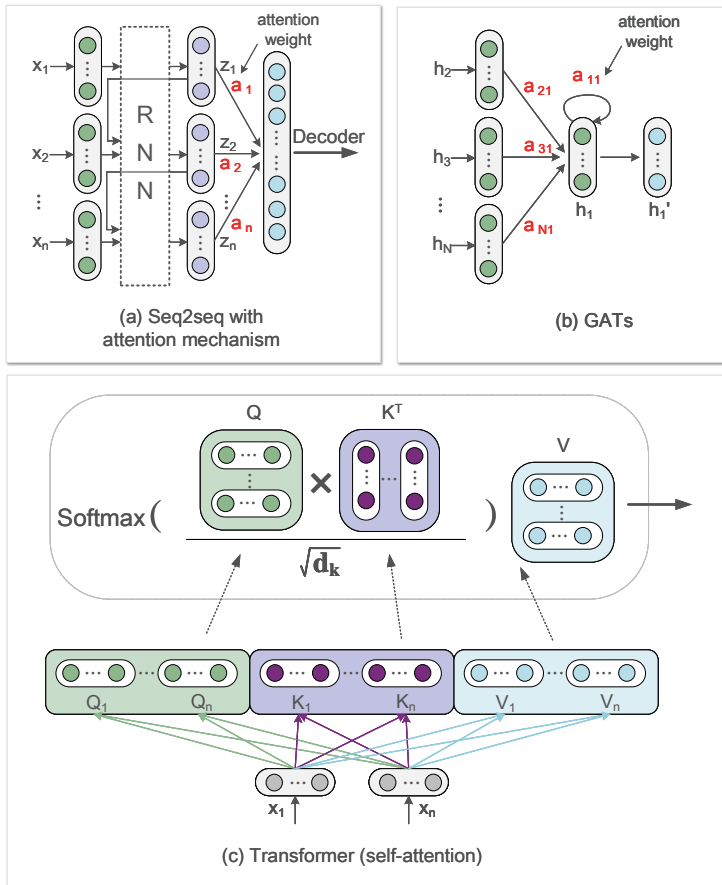 attention
weight
x1
z1
a1
R
N
N
x2
z2
a2
Decoder
xn
zn
an
(a) Seq2seq with
attention mechanism
attention
weight
h2
a21
a11
h3
a31
hN
aN1
h1
h1'
(b) GATs
Q
K^T
V
Softmax( × )
√dk
Q1 Qn K1 Kn V1 Vn
x1 xn
(c) Transformer (self-attention)